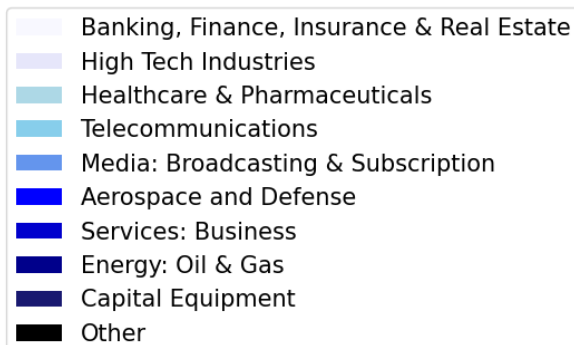 Banking, Finance, Insurance & Real Estate
High Tech Industries
Healthcare & Pharmaceuticals
Telecommunications
Media: Broadcasting & Subscription
Aerospace and Defense
Services: Business
Energy: Oil & Gas
Capital Equipment
Other